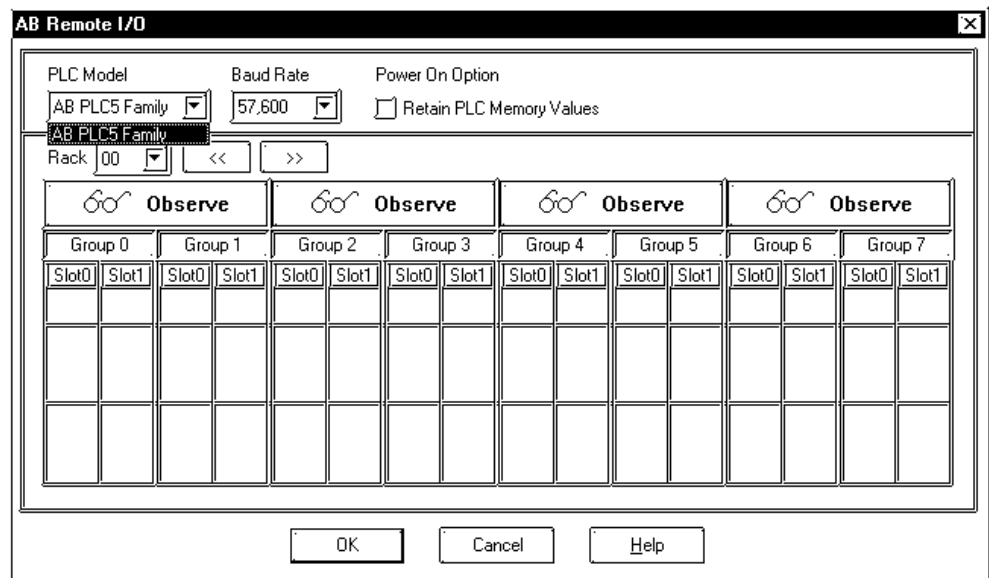 AB Remote I/O
PLC Model Baud Rate Power On Option
AB PLC5 Family 57,600 Retain PLC Memory Values
AB PLC5 Family
Rack 00 << >>
Observe Observe Observe Observe
Group 0 Group 1 Group 2 Group 3 Group 4 Group 5 Group 6 Group 7
Slot0 Slot1 Slot0 Slot1 Slot0 Slot1 Slot0 Slot1 Slot0 Slot1 Slot0 Slot1 Slot0 Slot1 Slot0 Slot1
OK Cancel Help